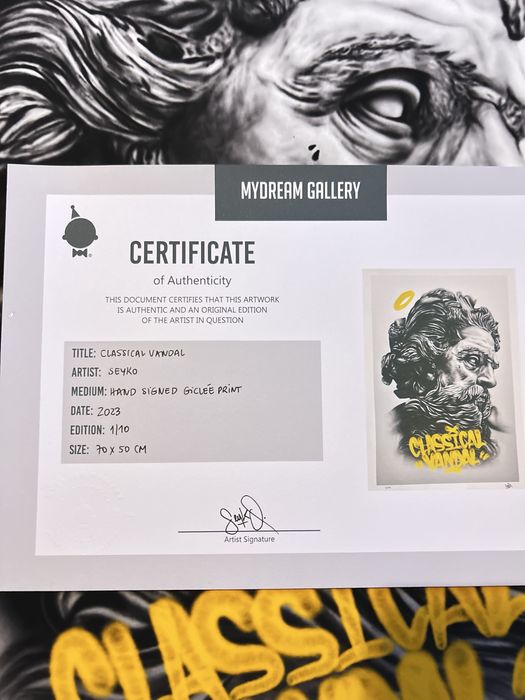 MYDREAM GALLERY
CERTIFICATE
of Authenticity
THIS DOCUMENT CERTIFIES THAT THIS ARTWORK
IS AUTHENTIC AND AN ORIGINAL EDITION
OF THE ARTIST IN QUESTION
TITLE: CLASSICAL VANDAL
ARTIST: SEYKO
MEDIUM: HAND SIGNED GICLEÉ PRINT
DATE: 2023
EDITION: 1/10
SIZE: 70 X 50 CM
Artist Signature
CLASSICAL
"VANDAL"
CLASSICAL